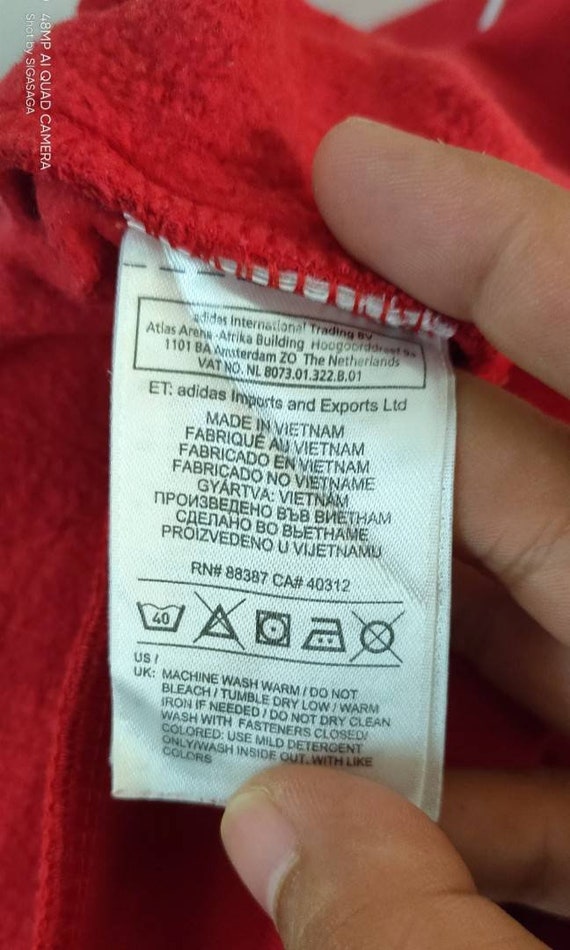 48MP AI QUAD CAMERA
Shot by SIGASAGA
adidas International Trading BV
Atlas Arena-Afrika Building Hoogoorddreef 9a
1101 BA Amsterdam ZO The Netherlands
VAT NO. NL 8073.01.322.B.01
ET: adidas Imports and Exports Ltd
MADE IN VIETNAM
FABRIQUÉ AU VIETNAM
FABRICADO EN VIETNAM
FABRICADO NO VIETNAME
GYÁRTVA: VIETNÁM
ПРОИЗВЕДЕНО ВЪВ ВИЕТНАМ
СДЕЛАНО ВО ВЬЕТНАМЕ
PROIZVEDENO U VIJETNAMU
RN# 88387 CA# 40312
40
US /
UK: MACHINE WASH WARM / DO NOT
BLEACH / TUMBLE DRY LOW / WARM
IRON IF NEEDED / DO NOT DRY CLEAN
WASH WITH FASTENERS CLOSED/
COLORED: USE MILD DETERGENT
ONLY/WASH INSIDE OUT, WITH LIKE
COLORS